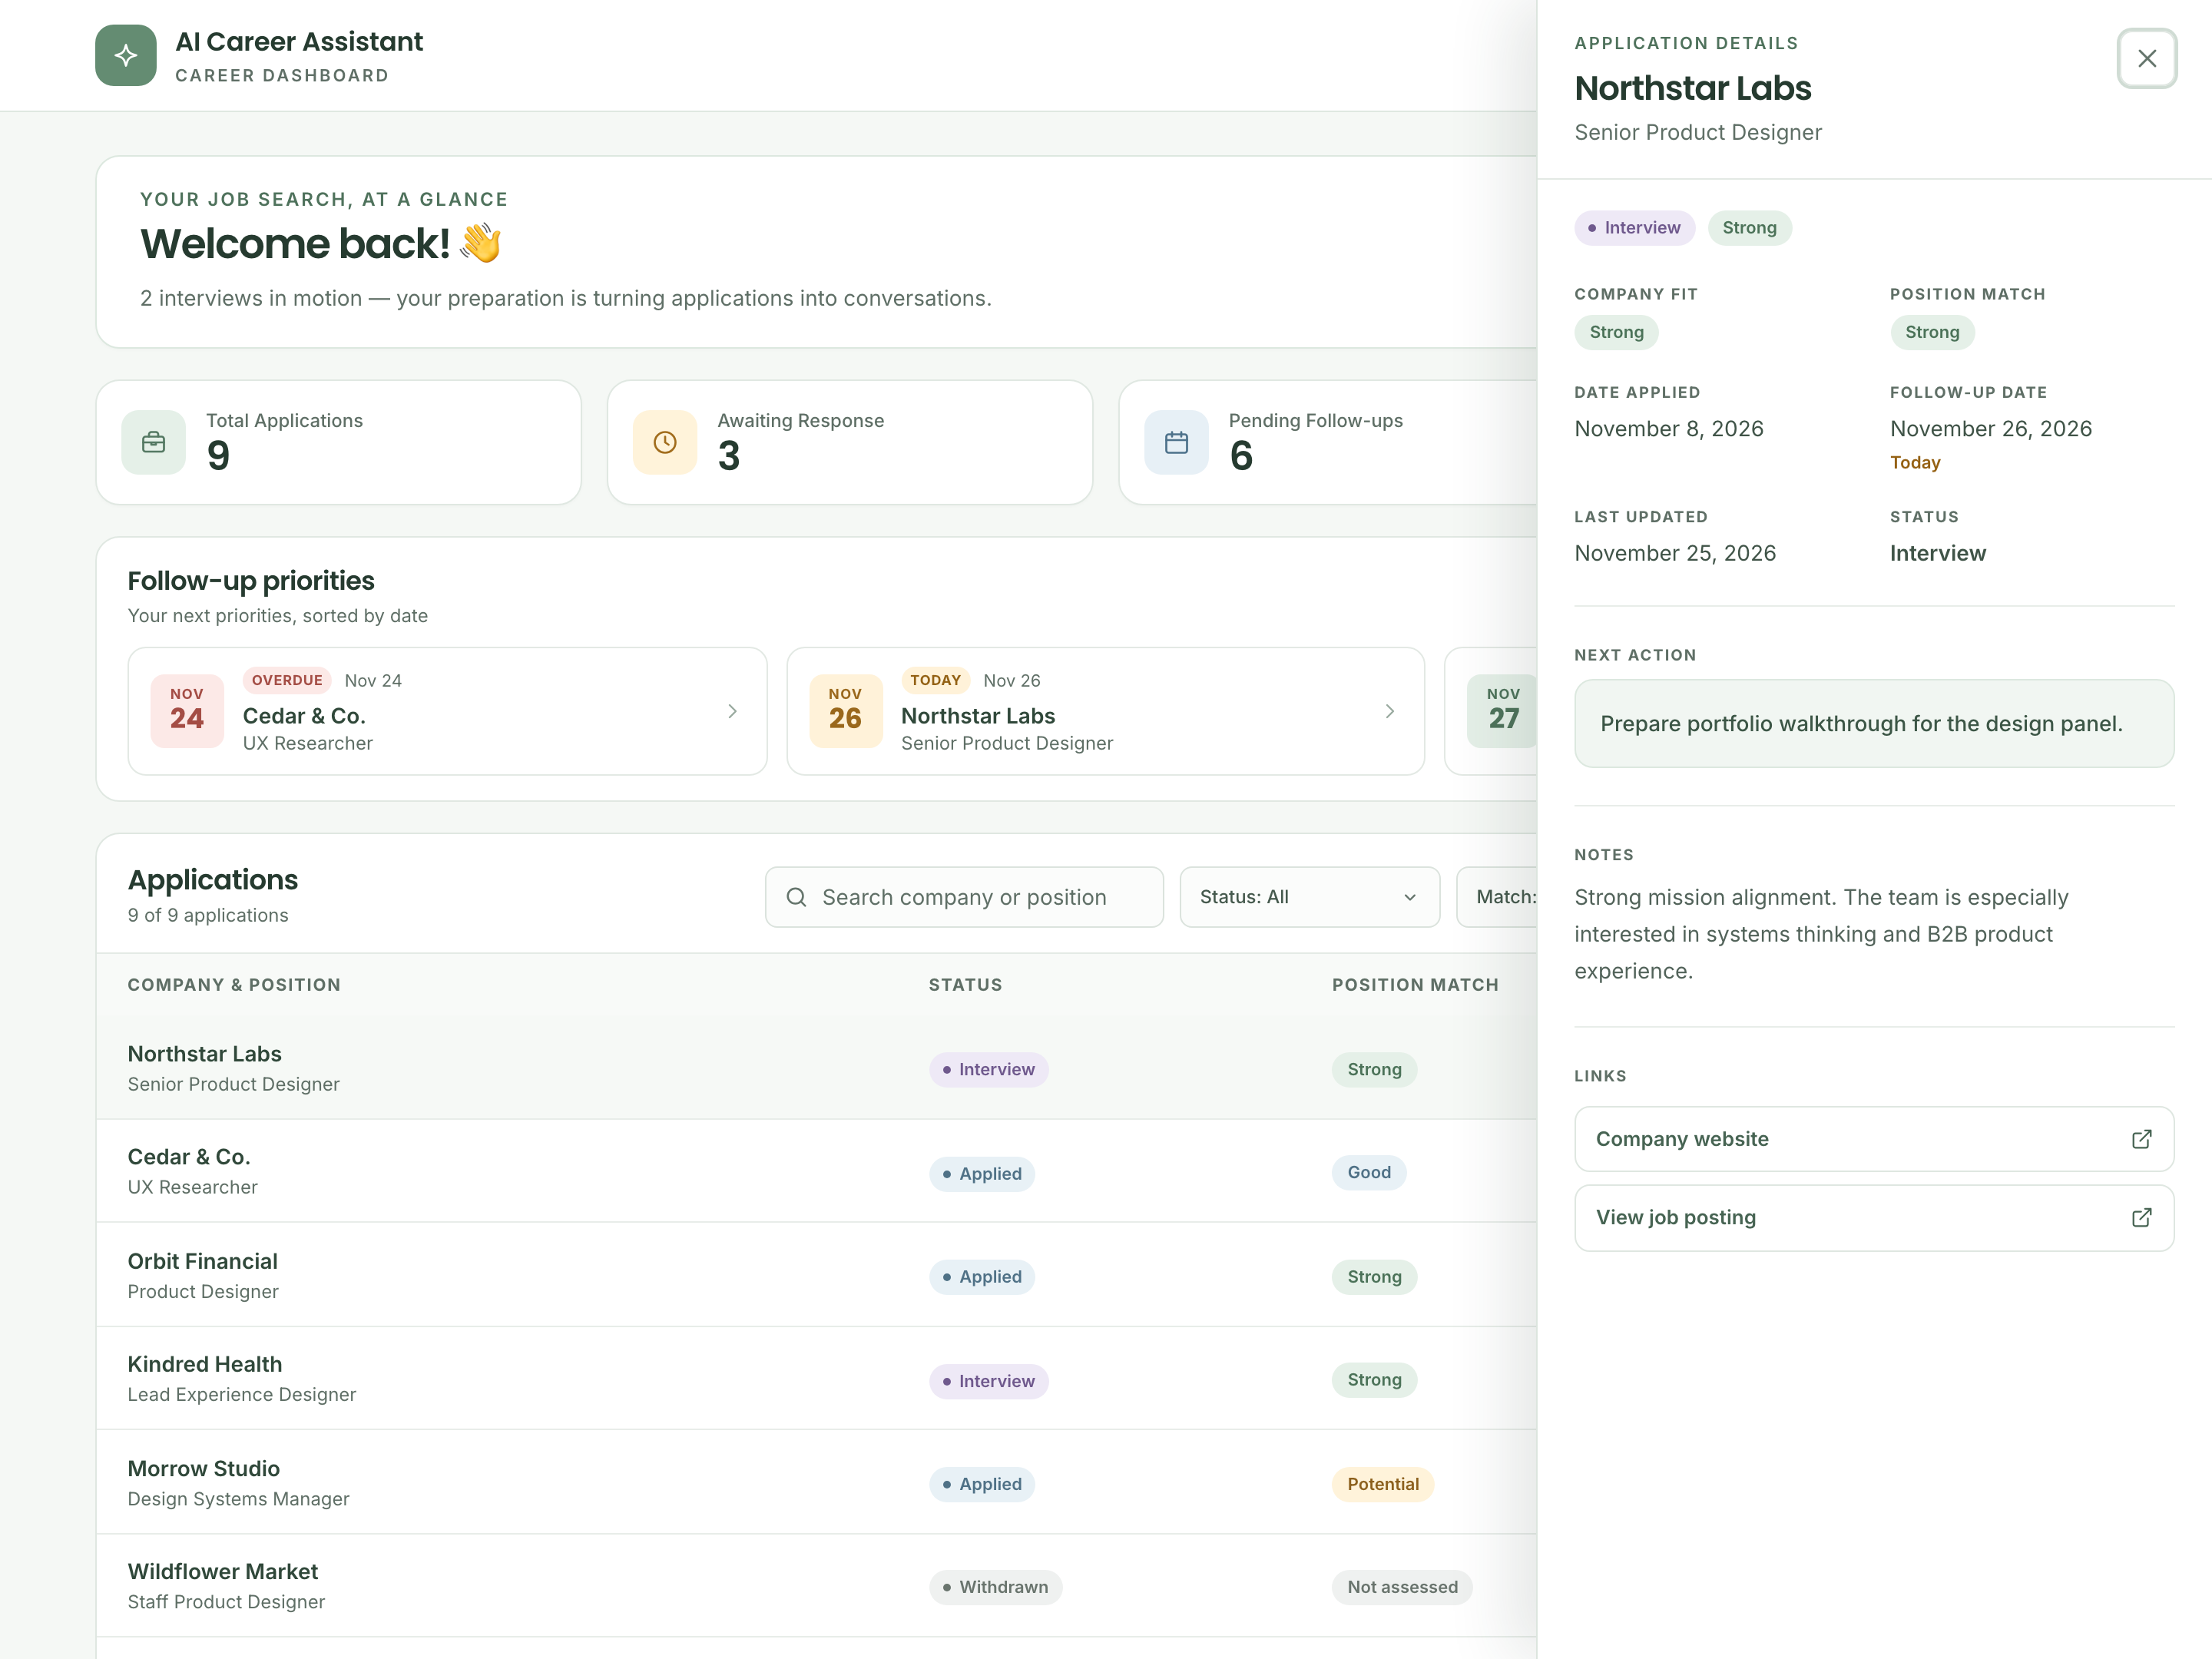 AI Career Assistant
CAREER DASHBOARD
YOUR JOB SEARCH, AT A GLANCE
Welcome back! 👋
2 interviews in motion — your preparation is turning applications into conversations.
Total Applications
9
Awaiting Response
3
Pending Follow-ups
6
Follow-up priorities
Your next priorities, sorted by date
NOV
24
OVERDUE Nov 24
Cedar & Co.
UX Researcher
NOV
26
TODAY Nov 26
Northstar Labs
Senior Product Designer
NOV
27
Applications
9 of 9 applications
Search company or position
Status: All
Match:
COMPANY & POSITION STATUS POSITION MATCH
Northstar Labs
Senior Product Designer
Interview
Strong
Cedar & Co.
UX Researcher
Applied
Good
Orbit Financial
Product Designer
Applied
Strong
Kindred Health
Lead Experience Designer
Interview
Strong
Morrow Studio
Design Systems Manager
Applied
Potential
Wildflower Market
Staff Product Designer
Withdrawn
Not assessed
APPLICATION DETAILS
Northstar Labs
Senior Product Designer
Interview Strong
COMPANY FIT
Strong
POSITION MATCH
Strong
DATE APPLIED
November 8, 2026
FOLLOW-UP DATE
November 26, 2026
Today
LAST UPDATED
November 25, 2026
STATUS
Interview
NEXT ACTION
Prepare portfolio walkthrough for the design panel.
NOTES
Strong mission alignment. The team is especially
interested in systems thinking and B2B product
experience.
LINKS
Company website
View job posting